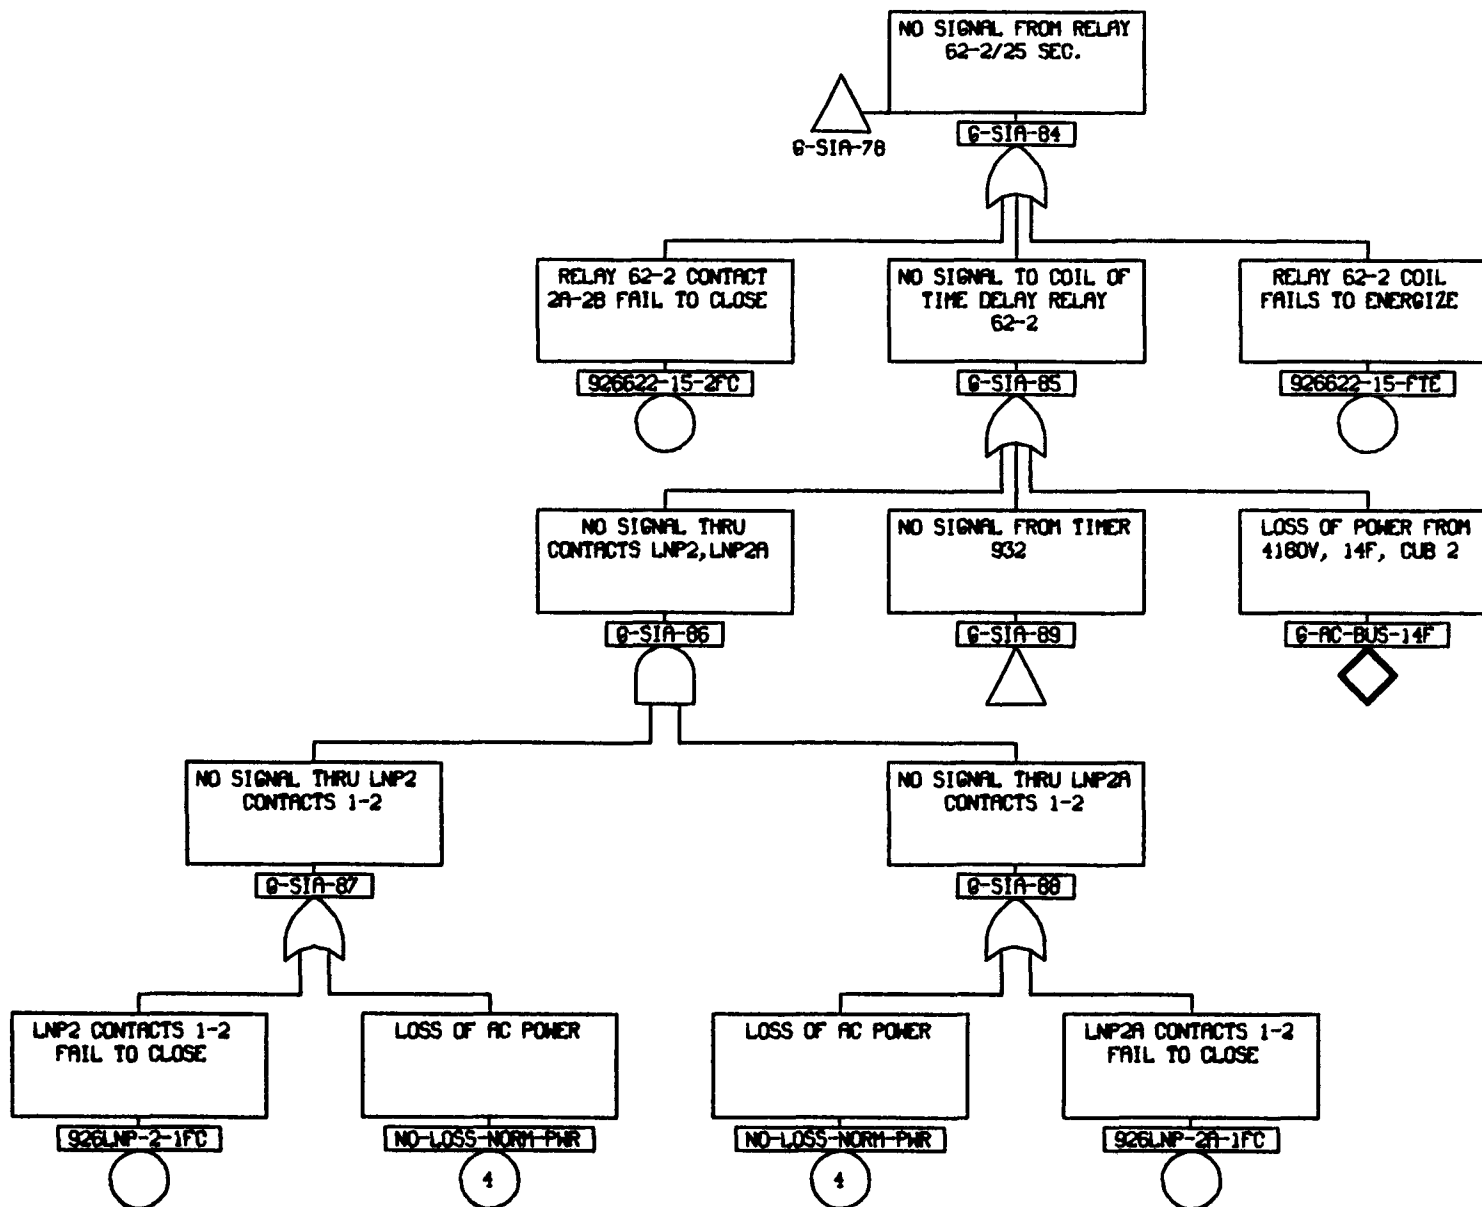 NO SIGNAL FROM RELAY
62-2/25 SEC.
G-SIA-78
G-SIA-84
RELAY 62-2 CONTACT
2A-2B FAIL TO CLOSE
926622-15-2FC
NO SIGNAL TO COIL OF
TIME DELAY RELAY
62-2
G-SIA-85
RELAY 62-2 COIL
FAILS TO ENERGIZE
926622-15-FTE
NO SIGNAL THRU
CONTACTS LNP2,LNP2A
G-SIA-86
NO SIGNAL FROM TIMER
932
G-SIA-89
LOSS OF POWER FROM
4160V, 14F, CUB 2
G-AC-BUS-14F
NO SIGNAL THRU LNP2
CONTACTS 1-2
G-SIA-87
NO SIGNAL THRU LNP2A
CONTACTS 1-2
G-SIA-88
LNP2 CONTACTS 1-2
FAIL TO CLOSE
926LNP-2-1FC
LOSS OF AC POWER
NO-LOSS-NORM-PWR
4
LOSS OF AC POWER
NO-LOSS-NORM-PWR
4
LNP2A CONTACTS 1-2
FAIL TO CLOSE
926LNP-2A-1FC